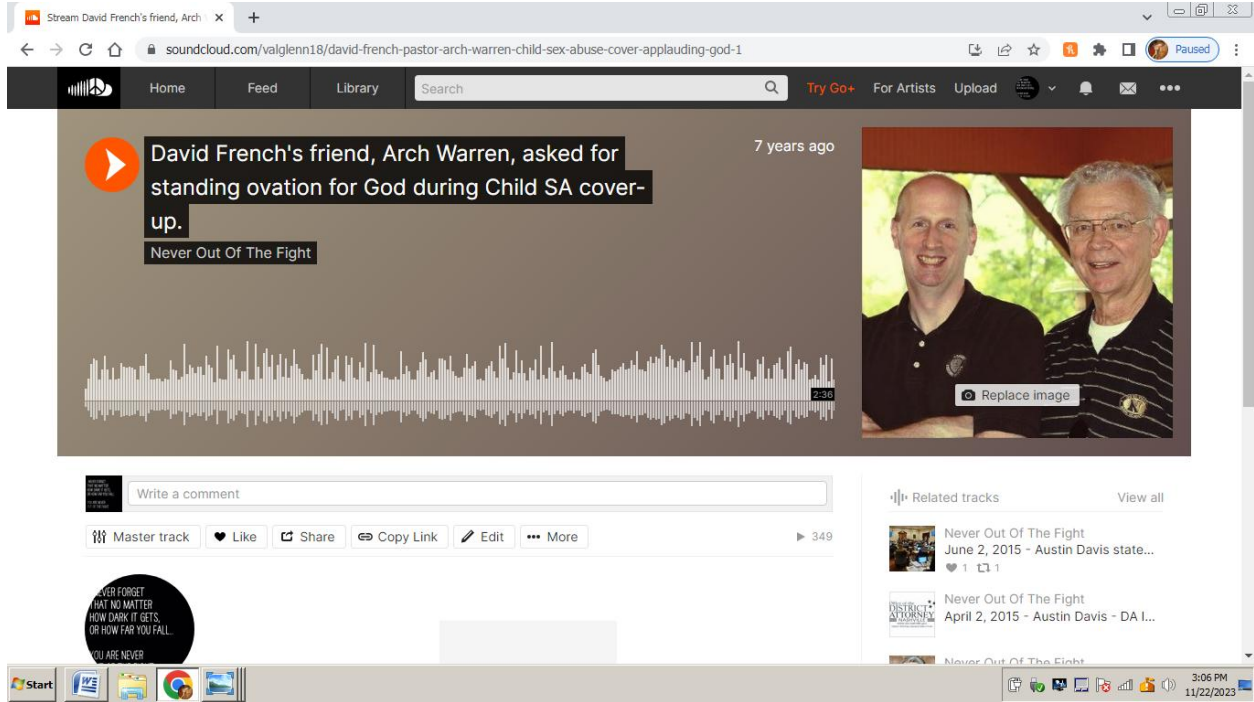 Stream David French's friend, Arch
soundcloud.com/valglenn18/david-french-pastor-arch-warren-child-sex-abuse-cover-applauding-god-1
Paused
Home Feed Library Search Try Go+ For Artists Upload
David French's friend, Arch Warren, asked for
standing ovation for God during Child SA cover-
up.
Never Out Of The Fight
7 years ago
2:36
Replace image
Write a comment
Master track Like Share Copy Link Edit More
349
EVER FORGET
THAT NO MATTER
HOW DARK IT GETS,
OR HOW FAR YOU FALL..
YOU ARE NEVER
Related tracks View all
Never Out Of The Fight
June 2, 2015 - Austin Davis state...
1 1
DISTRICT
ATTORNEY
NASHVILLE
Never Out Of The Fight
April 2, 2015 - Austin Davis - DA I...
Never Out Of The Fight
Start
3:06 PM
11/22/2023